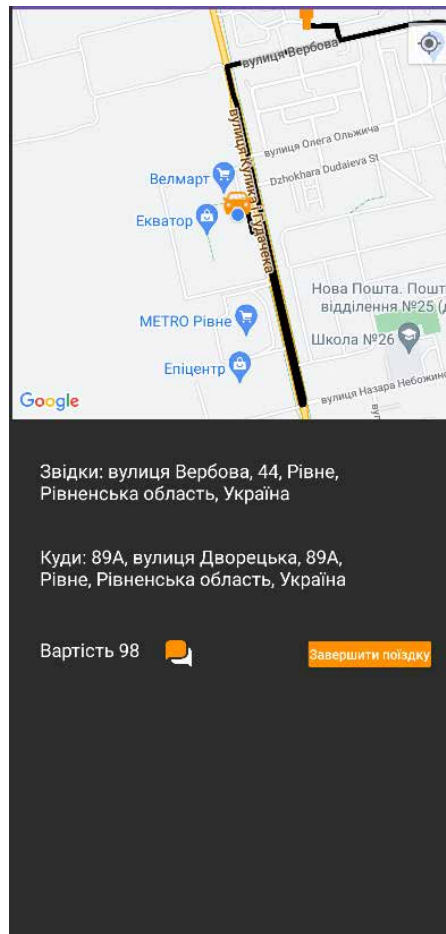 вулиця Вербова
вулиця Олега Ольжича
Dzhokhara Dudaieva St
вулиця Кулика і Гудачека
Велмарт
Екватор
Нова Пошта. Пошт
відділення №25 (д
METRO Рівне
Школа №26
Епіцентр
вулиця Назара Небожинс
Google
Звідки: вулиця Вербова, 44, Рівне,
Рівненська область, Україна
Куди: 89А, вулиця Дворецька, 89А,
Рівне, Рівненська область, Україна
Вартість 98
Завершити поїздку